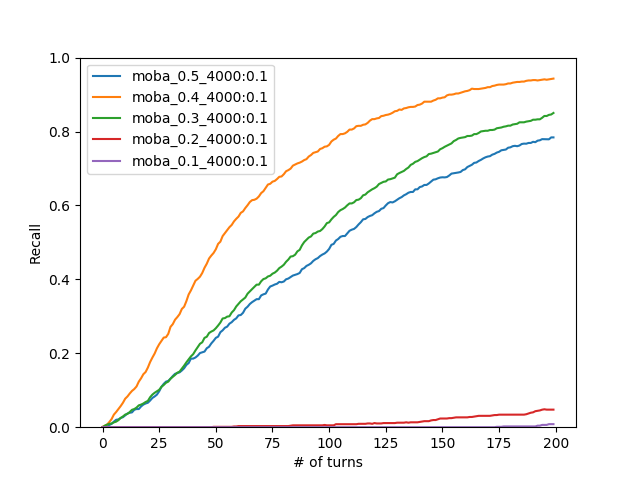 1.0
0.8
0.6
0.4
0.2
0.0
Recall
moba_0.5_4000:0.1
moba_0.4_4000:0.1
moba_0.3_4000:0.1
moba_0.2_4000:0.1
moba_0.1_4000:0.1
0 25 50 75 100 125 150 175 200
# of turns